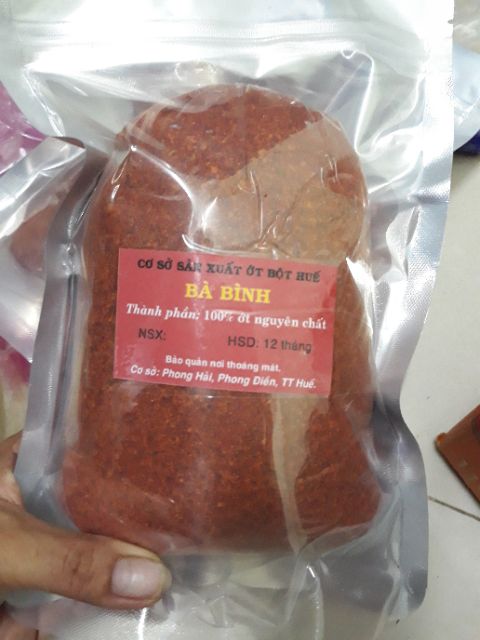 CƠ SỞ SẢN XUẤT ỚT BỘT HUẾ
BÀ BÌNH
Thành phần: 100% ớt nguyên chất
NSX: HSD: 12 tháng
Bảo quản nơi thoáng mát.
Cơ sở: Phong Hải, Phong Điền, TT Huế.